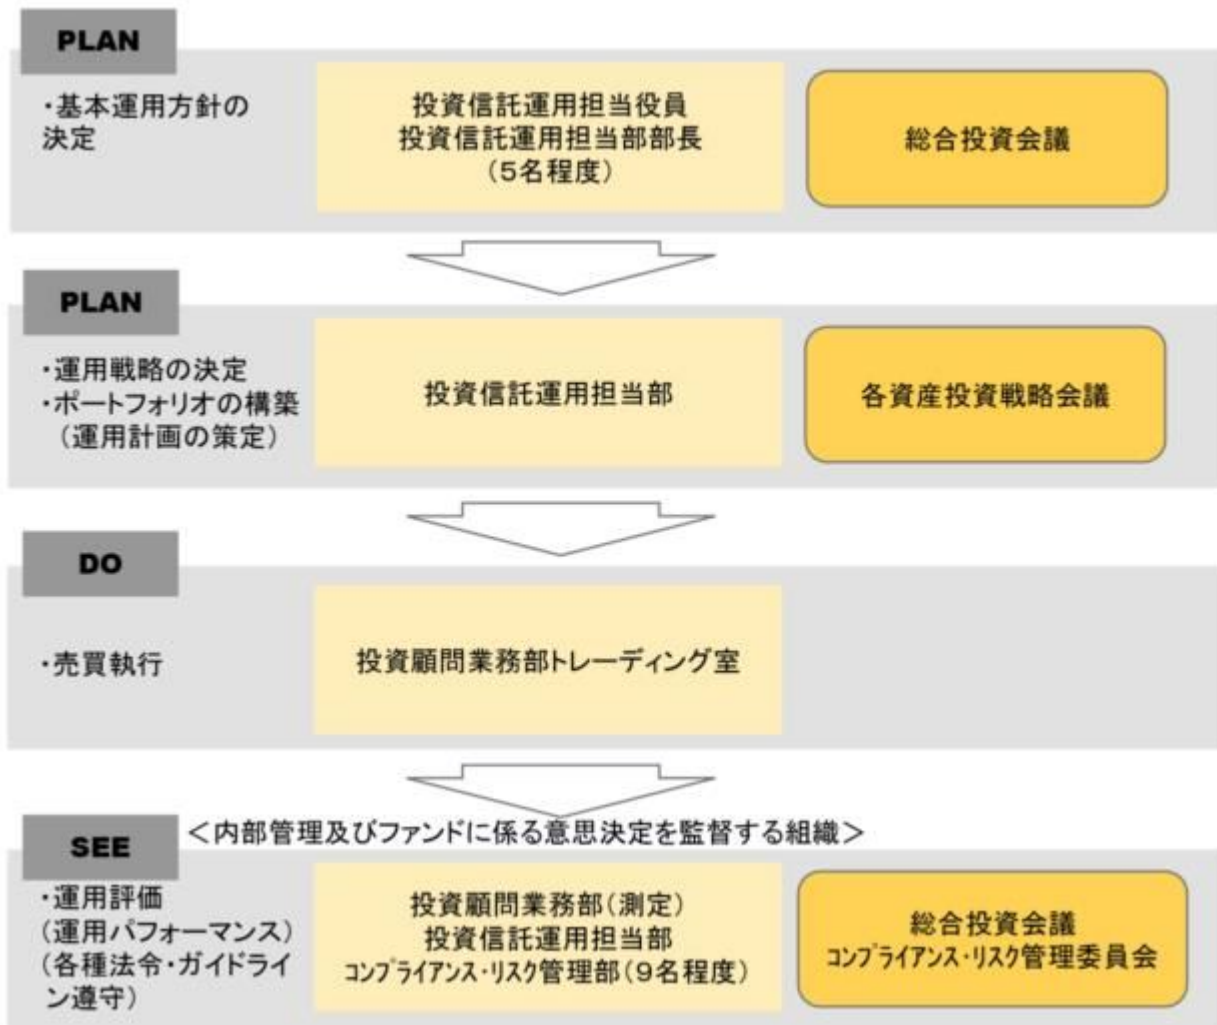 PLAN
・基本運用方針の
決定
投資信託運用担当役員
投資信託運用担当部部長
(5名程度)
総合投資会議
PLAN
・運用戦略の決定
・ポートフォリオの構築
(運用計画の策定)
投資信託運用担当部
各資産投資戦略会議
DO
・売買執行
投資顧問業務部トレーディング室
SEE
<内部管理及びファンドに係る意思決定を監督する組織>
・運用評価
(運用パフォーマンス)
(各種法令・ガイドライ
ン遵守)
投資顧問業務部(測定)
投資信託運用担当部
コンプライアンス・リスク管理部(9名程度)
総合投資会議
コンプライアンス・リスク管理委員会